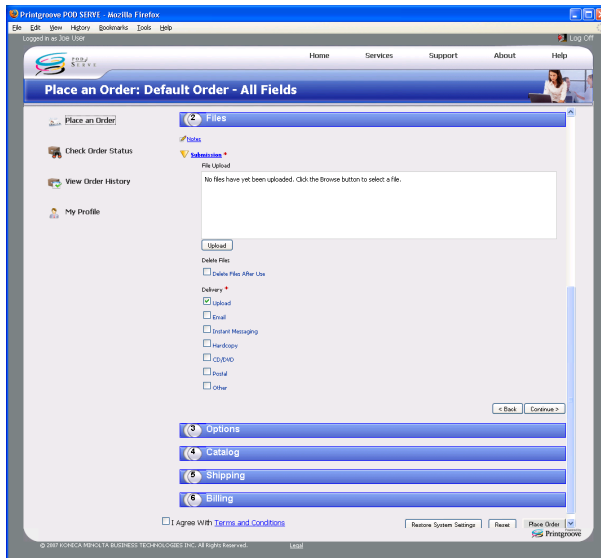 Printgroove POD SERVE - Mozilla Firefox
File Edit View History Bookmarks Tools Help
Logged in as Joe User
Log Off
POD/
SERVE
Home Services Support About Help
Place an Order: Default Order - All Fields
Place an Order
Check Order Status
View Order History
My Profile
2 Files
Notes
Submission *
File Upload
No files have yet been uploaded. Click the Browse button to select a file.
Upload
Delete Files
Delete Files After Use
Delivery *
Upload
Email
Instant Messaging
Hardcopy
CD/DVD
Postal
Other
< Back Continue >
3 Options
4 Catalog
5 Shipping
6 Billing
I Agree With Terms and Conditions
Restore System Settings Reset Place Order
Printgroove
© 2007 KONICA MINOLTA BUSINESS TECHNOLOGIES INC. All Rights Reserved. Legal